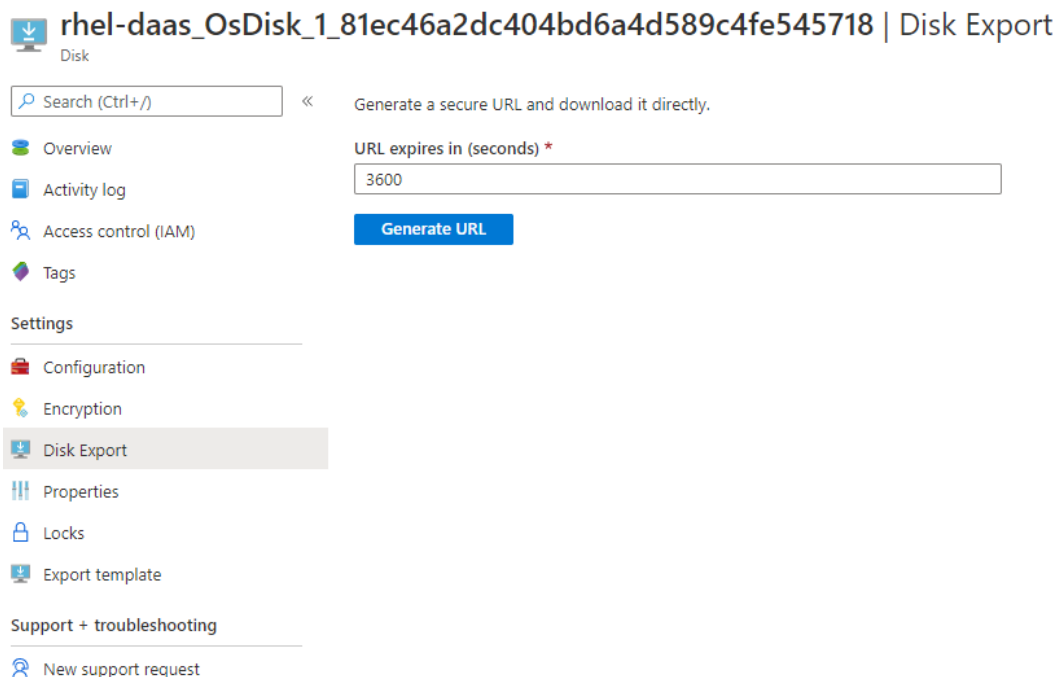 rhel-daas_OsDisk_1_81ec46a2dc404bd6a4d589c4fe545718 | Disk Export
Disk
Search (Ctrl+/)
«
Overview
Activity log
Access control (IAM)
Tags
Settings
Configuration
Encryption
Disk Export
Properties
Locks
Export template
Support + troubleshooting
New support request
Generate a secure URL and download it directly.
URL expires in (seconds) *
3600
Generate URL